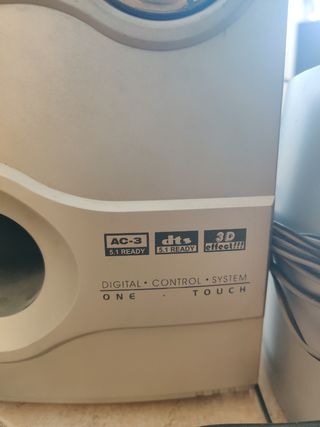 AC-3 dts 3D
5.1 READY 5.1 READY effect!!!
DIGITAL • CONTROL • SYSTEM
ONE · TOUCH